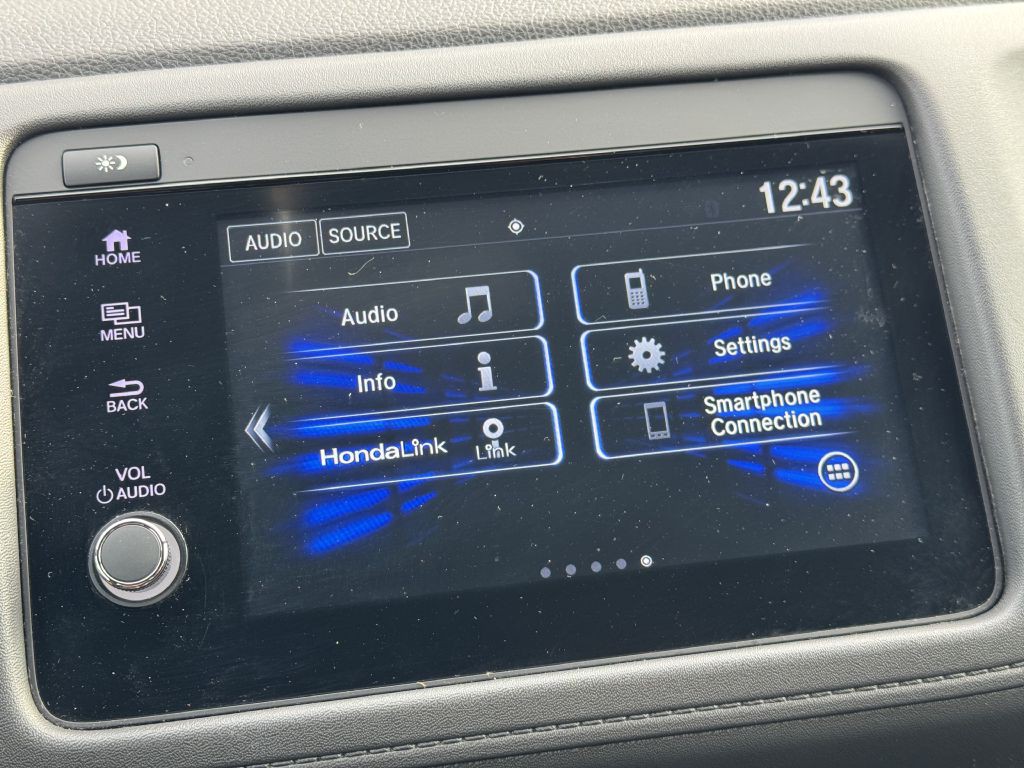 12:43
AUDIO SOURCE
HOME
MENU
BACK
VOL
AUDIO
Audio
Phone
Info
Settings
HondaLink
Link
Smartphone
Connection